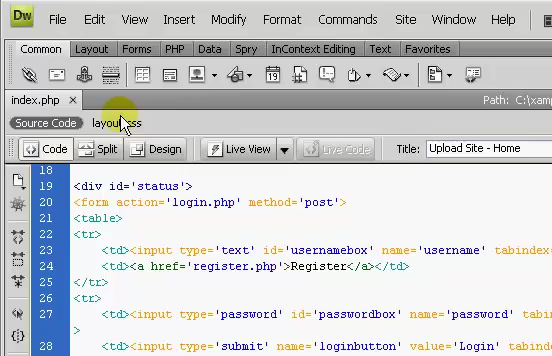 Dw File Edit View Insert Modify Format Commands Site Window Help
Common Layout Forms PHP Data Spry InContext Editing Text Favorites
19
index.php × Path: C:\xam
Source Code layout.css
Code Split Design Live View Live Code Title: Upload Site - Home
18
19 <div id='status'>
20 <form action='login.php' method='post'>
21 <table>
22 <tr>
23 <td><input type='text' id='usernamebox' name='username' tabindex=
24 <td><a href='register.php'>Register</a></td>
25 </tr>
26 <tr>
27 <td><input type='password' id='passwordbox' name='password' tabin
>
28 <td><input type='submit' name='loginbutton' value='Login' tabind